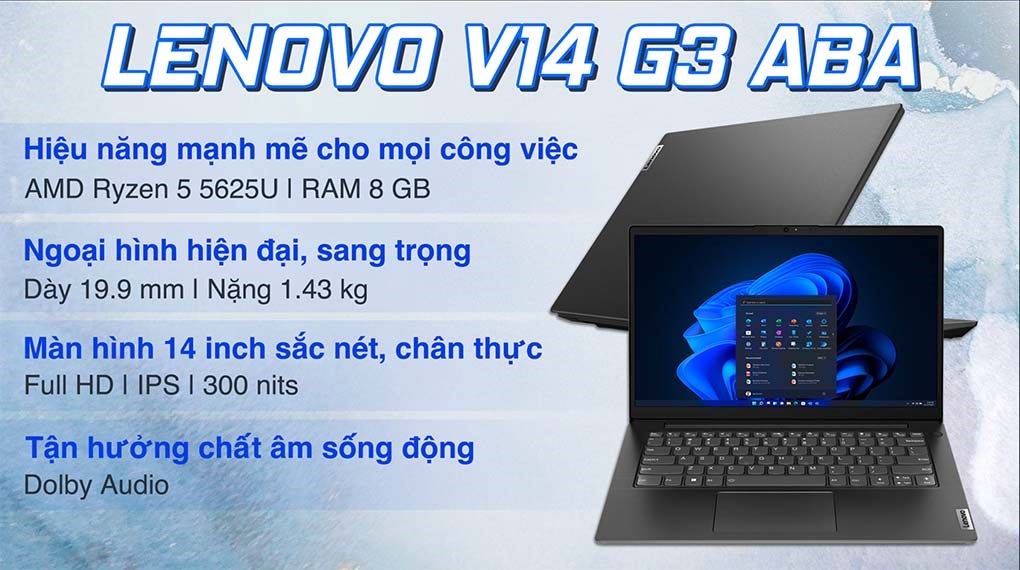 LENOVO V14 G3 ABA
Hiệu năng mạnh mẽ cho mọi công việc
AMD Ryzen 5 5625U | RAM 8 GB
Ngoại hình hiện đại, sang trọng
Dày 19.9 mm | Nặng 1.43 kg
Màn hình 14 inch sắc nét, chân thực
Full HD | IPS | 300 nits
Tận hưởng chất âm sống động
Dolby Audio
Lenovo
Lenovo